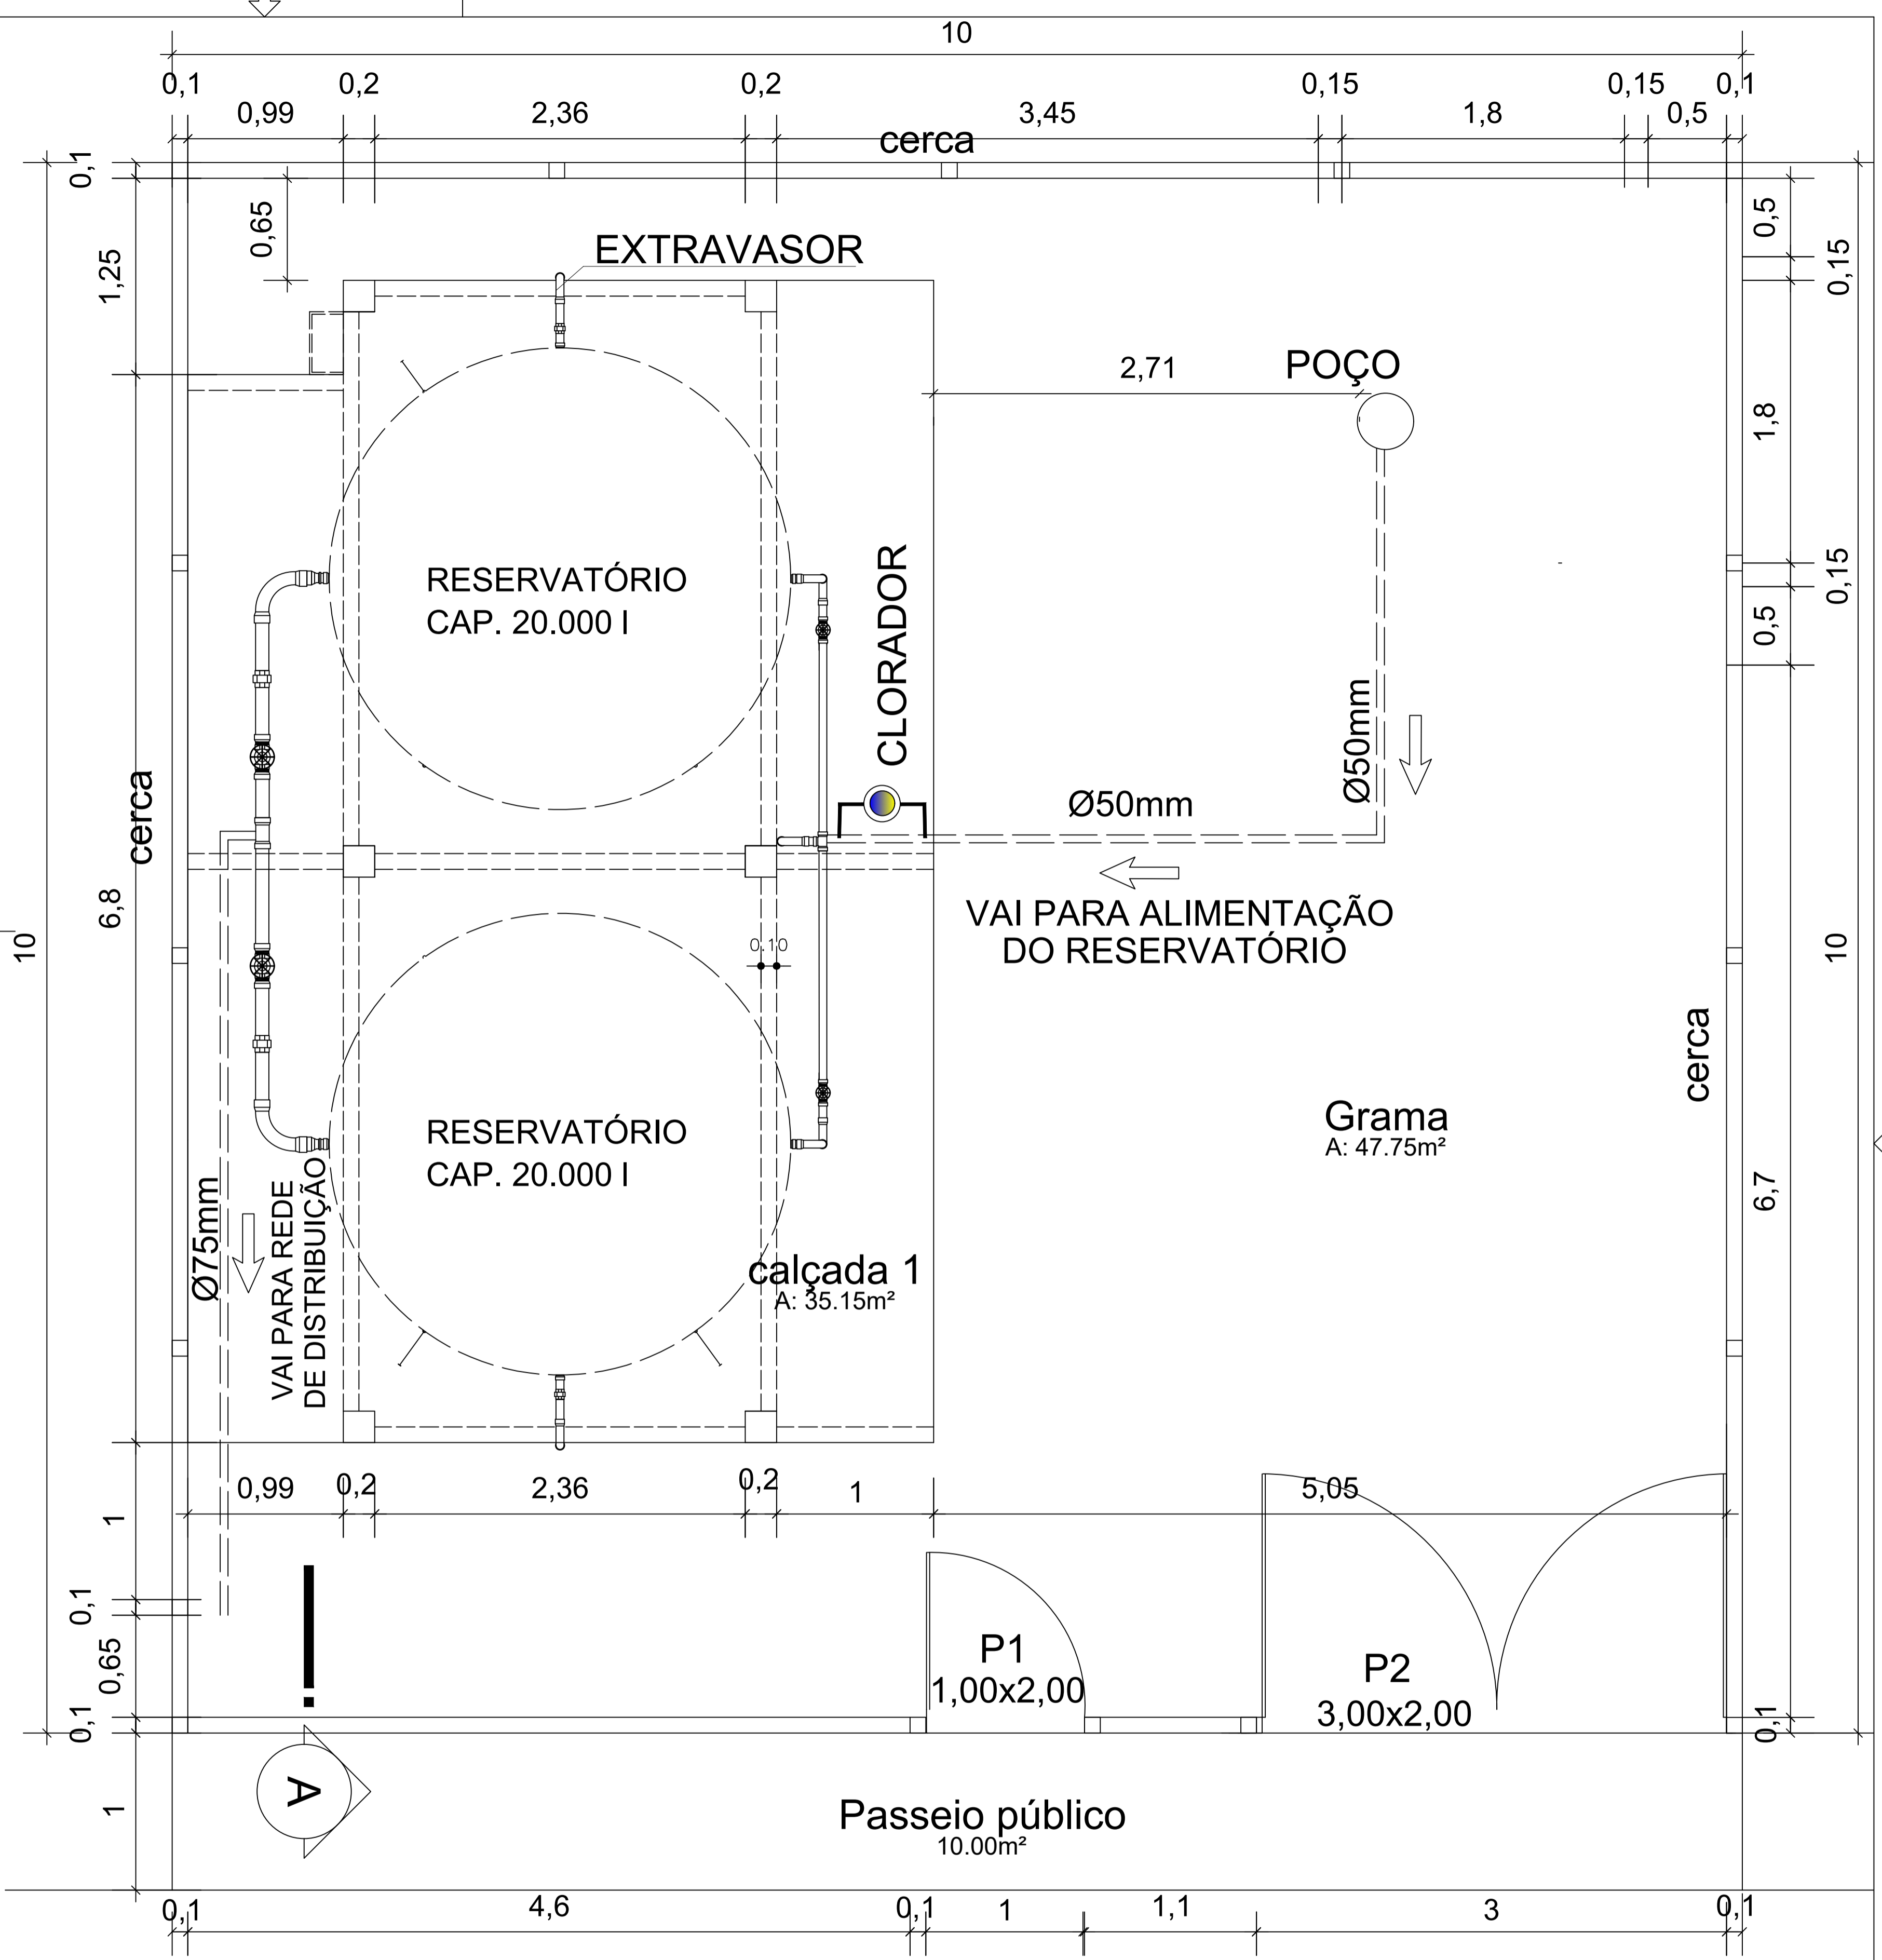 10
0,1
0,2
0,2
0,15
0,15
0,1
0,99
2,36
3,45
1,8
0,5
cerca
0,1
0,65
1,25
EXTRAVASOR
0,5
0,15
2,71
POÇO
1,8
RESERVATÓRIO
CAP. 20.000 l
CLORADOR
0,15
0,5
Ø50mm
Ø50mm
cerca
6,8
10
VAI PARA ALIMENTAÇÃO
DO RESERVATÓRIO
0.10
10
cerca
Grama
A: 47.75m²
RESERVATÓRIO
CAP. 20.000 l
Ø75mm
VAI PARA REDE
DE DISTRIBUIÇÃO
6,7
calçada 1
A: 35.15m²
0,99
0,2
2,36
0,2
1
5,05
1
0,1
0,65
0,1
P1
1,00x2,00
P2
3,00x2,00
0,1
A
1
Passeio público
10.00m²
0,1
4,6
0,1
1
1,1
3
0,1